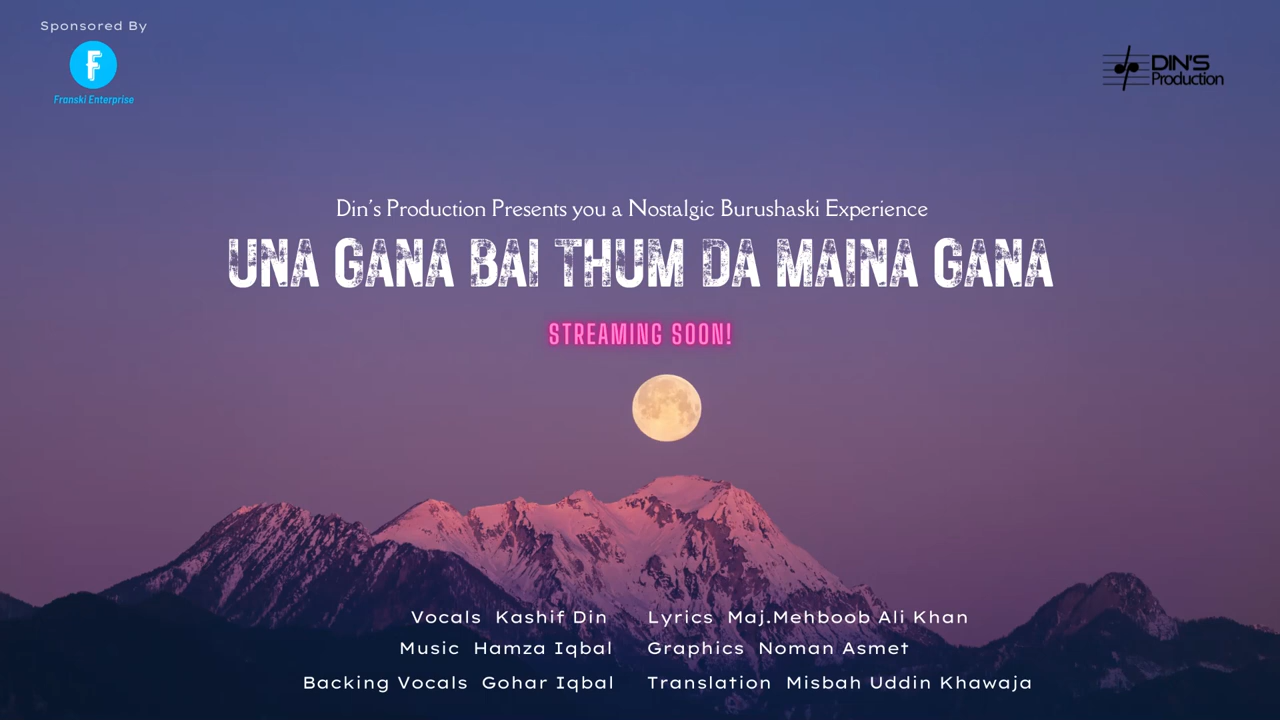 Sponsored By
F
Franski Enterprise
DIN'S
Production
Din's Production Presents you a Nostalgic Burushaski Experience
UNA GANA BAI THUM DA MAINA GANA
STREAMING SOON!
Vocals Kashif Din
Lyrics Maj.Mehboob Ali Khan
Music Hamza Iqbal
Graphics Noman Asmet
Backing Vocals Gohar Iqbal
Translation Misbah Uddin Khawaja